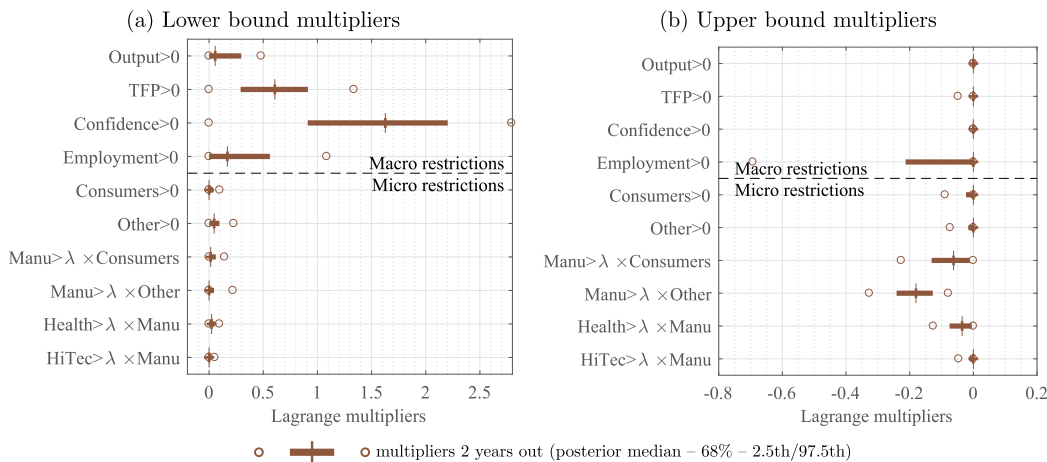 (a) Lower bound multipliers
Output>0
TFP>0
Confidence>0
Employment>0
Macro restrictions
Micro restrictions
Consumers>0
Other>0
Manu>λ ×Consumers
Manu>λ ×Other
Health>λ ×Manu
HiTec>λ ×Manu
0 0.5 1 1.5 2 2.5
Lagrange multipliers
(b) Upper bound multipliers
Output>0
TFP>0
Confidence>0
Employment>0
Macro restrictions
Micro restrictions
Consumers>0
Other>0
Manu>λ ×Consumers
Manu>λ ×Other
Health>λ ×Manu
HiTec>λ ×Manu
-0.8 -0.6 -0.4 -0.2 0 0.2
Lagrange multipliers
multipliers 2 years out (posterior median – 68% – 2.5th/97.5th)